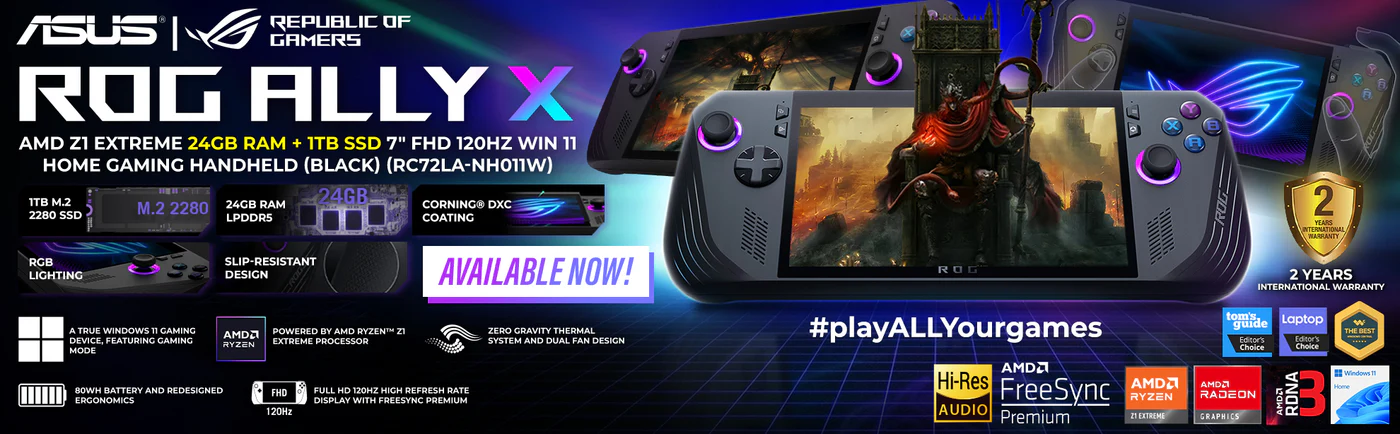 ASUS® | REPUBLIC OF
GAMERS
ROG ALLY X
AMD Z1 EXTREME 24GB RAM + 1TB SSD 7" FHD 120HZ WIN 11
HOME GAMING HANDHELD (BLACK) (RC72LA-NH011W)
1TB M.2
2280 SSD
M.2 2280
24GB RAM
LPDDR5
24GB
CORNING® DXC
COATING
RGB
LIGHTING
SLIP-RESISTANT
DESIGN
AVAILABLE NOW!
A TRUE WINDOWS 11 GAMING
DEVICE, FEATURING GAMING
MODE
AMD
RYZEN
POWERED BY AMD RYZEN™ Z1
EXTREME PROCESSOR
ZERO GRAVITY THERMAL
SYSTEM AND DUAL FAN DESIGN
80WH BATTERY AND REDESIGNED
ERGONOMICS
FHD
120Hz
FULL HD 120HZ HIGH REFRESH RATE
DISPLAY WITH FREESYNC PREMIUM
Y
X
B
A
ROG
ROG
#playALLYourgames
2
YEARS
INTERNATIONAL
WARRANTY
2 YEARS
INTERNATIONAL WARRANTY
tom's
guide
Editor's
Choice
Laptop
Editor's
Choice
THE BEST
Hi-Res
AUDIO
AMD
FreeSync
Premium
AMD
RYZEN
Z1 EXTREME
AMD
RADEON
GRAPHICS
AMD
RDNA
3
Windows 11
Home